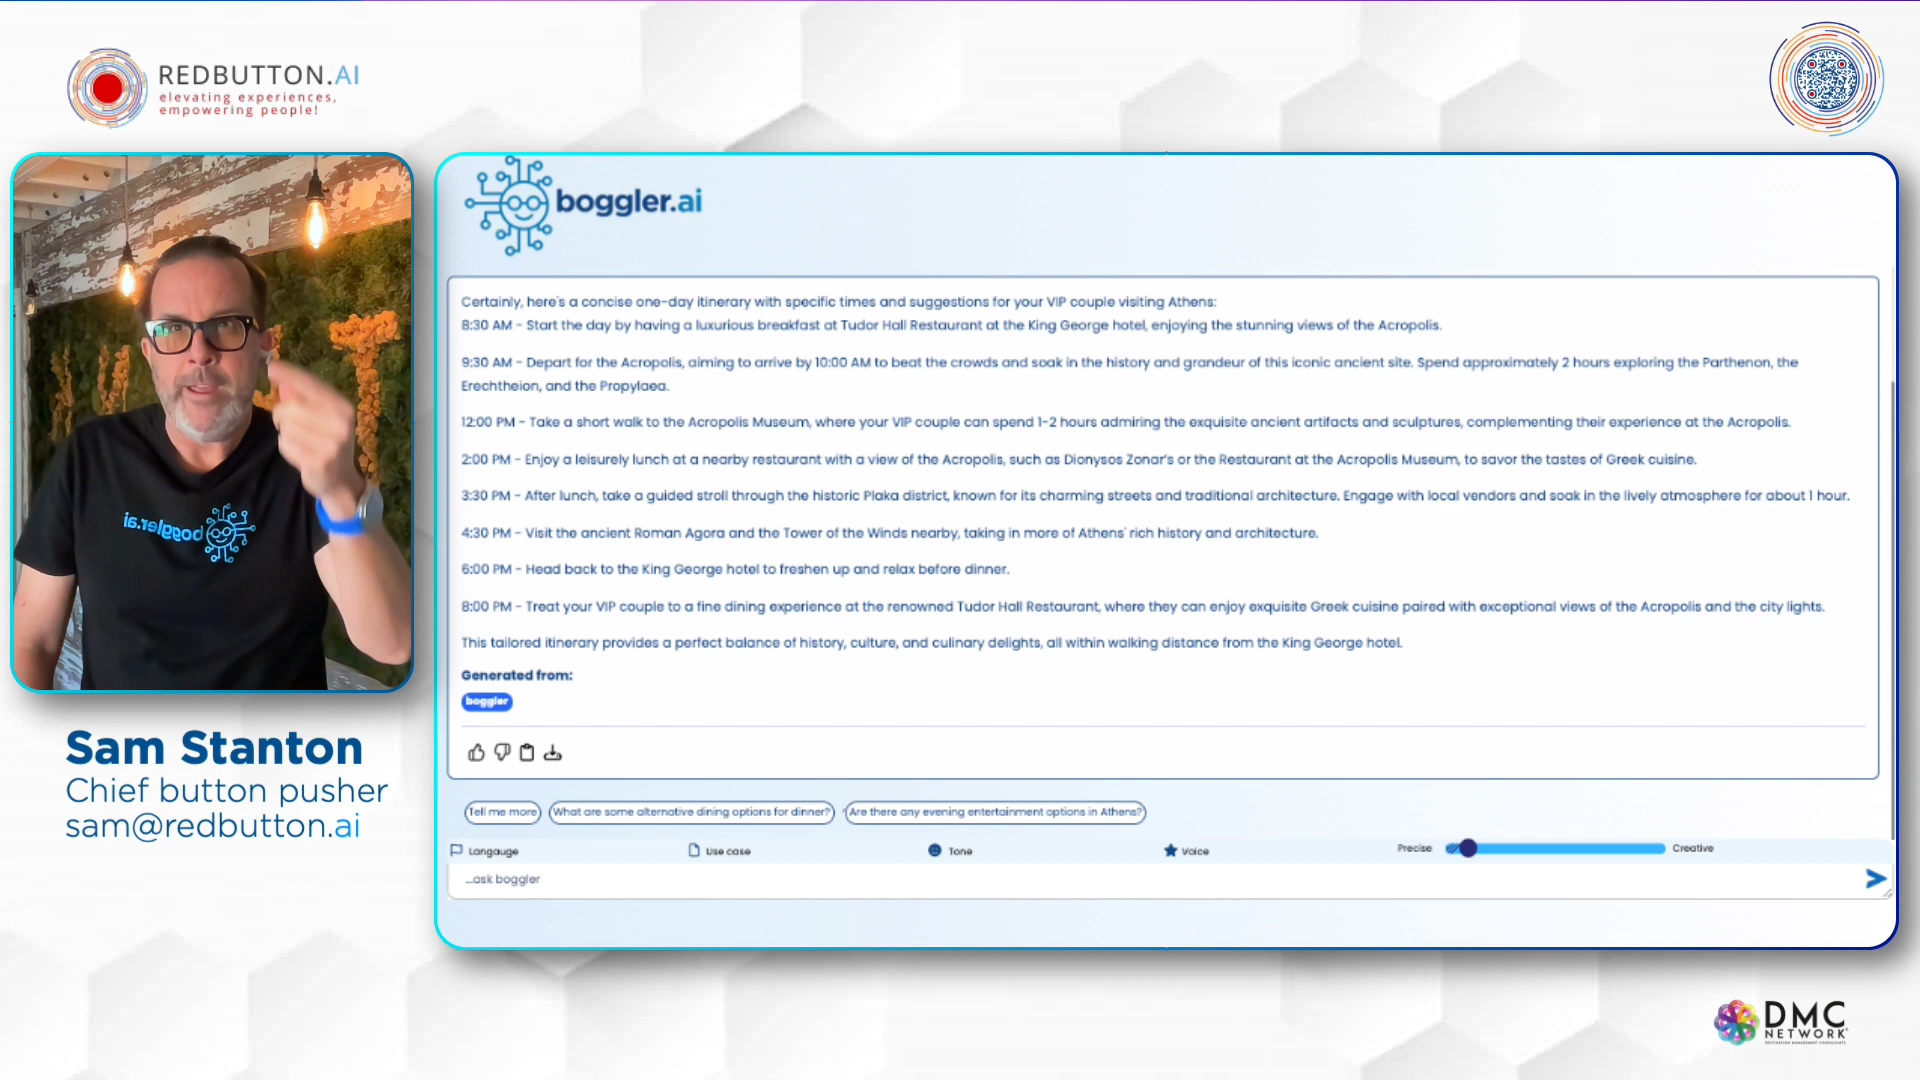 REDBUTTON.AI
elevating experiences,
empowering people!
boggler.ai
Certainly, here's a concise one-day itinerary with specific times and suggestions for your VIP couple visiting Athens:
8:30 AM - Start the day by having a luxurious breakfast at Tudor Hall Restaurant at the King George hotel, enjoying the stunning views of the Acropolis.
9:30 AM - Depart for the Acropolis, aiming to arrive by 10:00 AM to beat the crowds and soak in the history and grandeur of this iconic ancient site. Spend approximately 2 hours exploring the Parthenon, the
Erechtheion, and the Propylaea.
12:00 PM - Take a short walk to the Acropolis Museum, where your VIP couple can spend 1-2 hours admiring the exquisite ancient artifacts and sculptures, complementing their experience at the Acropolis.
2:00 PM - Enjoy a leisurely lunch at a nearby restaurant with a view of the Acropolis, such as Dionysos Zonar's or the Restaurant at the Acropolis Museum, to savor the tastes of Greek cuisine.
3:30 PM - After lunch, take a guided stroll through the historic Plaka district, known for its charming streets and traditional architecture. Engage with local vendors and soak in the lively atmosphere for about 1 hour.
4:30 PM - Visit the ancient Roman Agora and the Tower of the Winds nearby, taking in more of Athens' rich history and architecture.
6:00 PM - Head back to the King George hotel to freshen up and relax before dinner.
8:00 PM - Treat your VIP couple to a fine dining experience at the renowned Tudor Hall Restaurant, where they can enjoy exquisite Greek cuisine paired with exceptional views of the Acropolis and the city lights.
This tailored itinerary provides a perfect balance of history, culture, and culinary delights, all within walking distance from the King George hotel.
Generated from:
boggler
Tell me more
What are some alternative dining options for dinner?
Are there any evening entertainment options in Athens?
Langauge
Use case
Tone
Voice
Precise
Creative
...ask boggler
boggler.ai
Sam Stanton
Chief button pusher
sam@redbutton.ai
DMC
NETWORK
DESTINATION MANAGEMENT CONSULTANTS